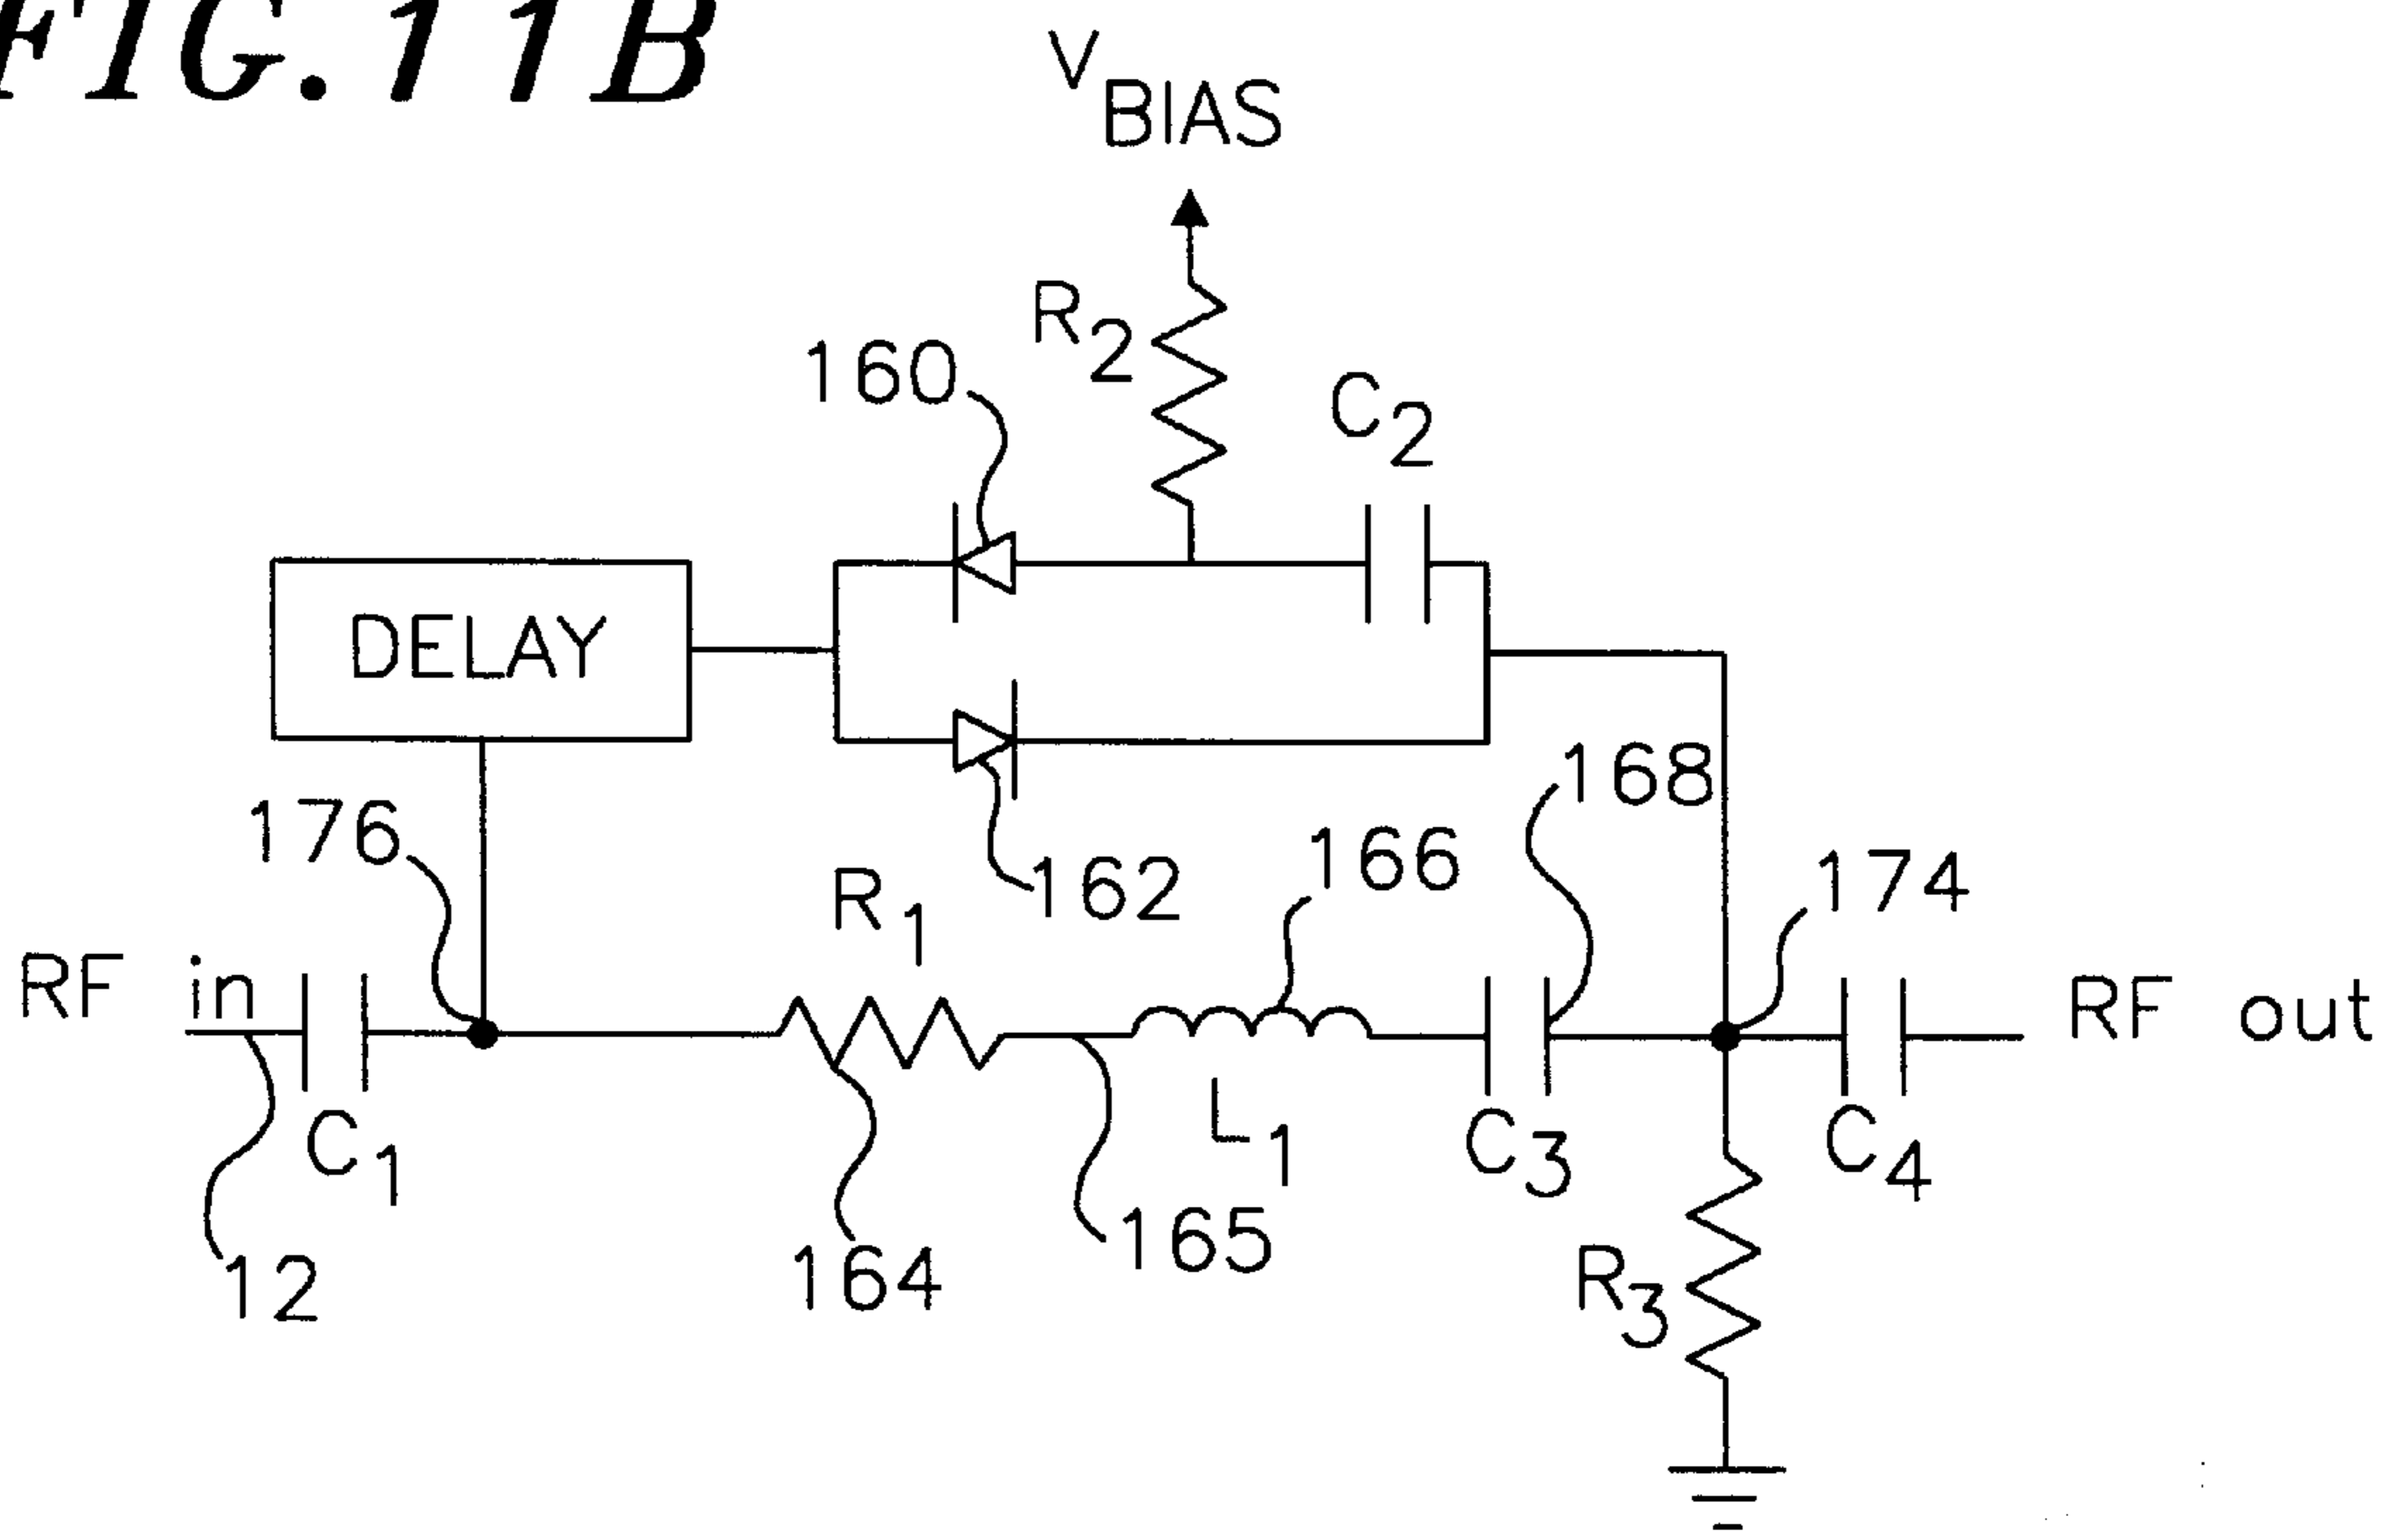 FIG. 11B
V BIAS
R2
160
C2
DELAY
176
162
168
166
174
R1
RF in
RF out
C1
L1
C3
C4
12
164
165
R3